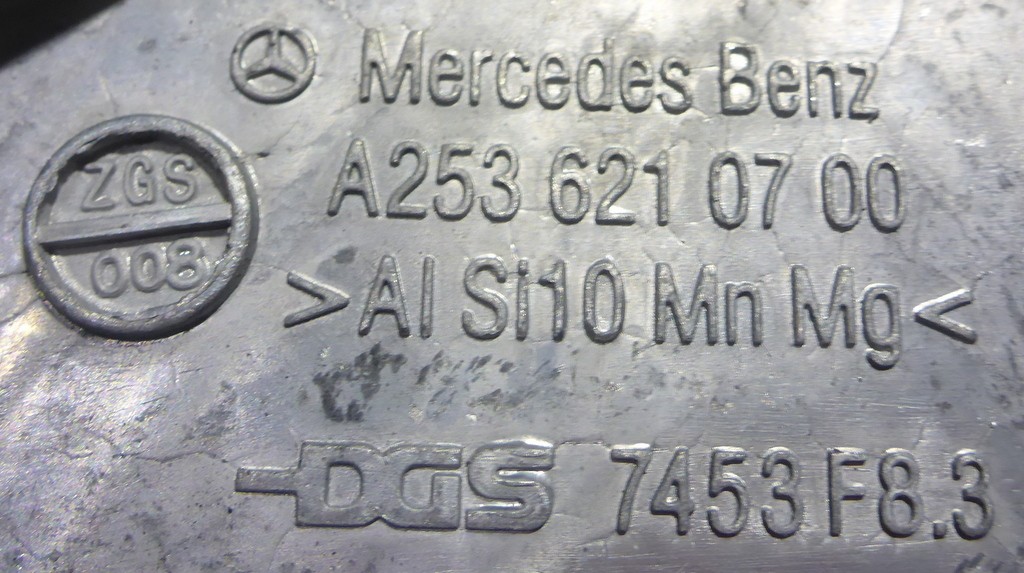 Mercedes Benz
A253 621 07 00
ZGS
008
>Al Si10 Mn Mg<
DGS 7453 F8.3